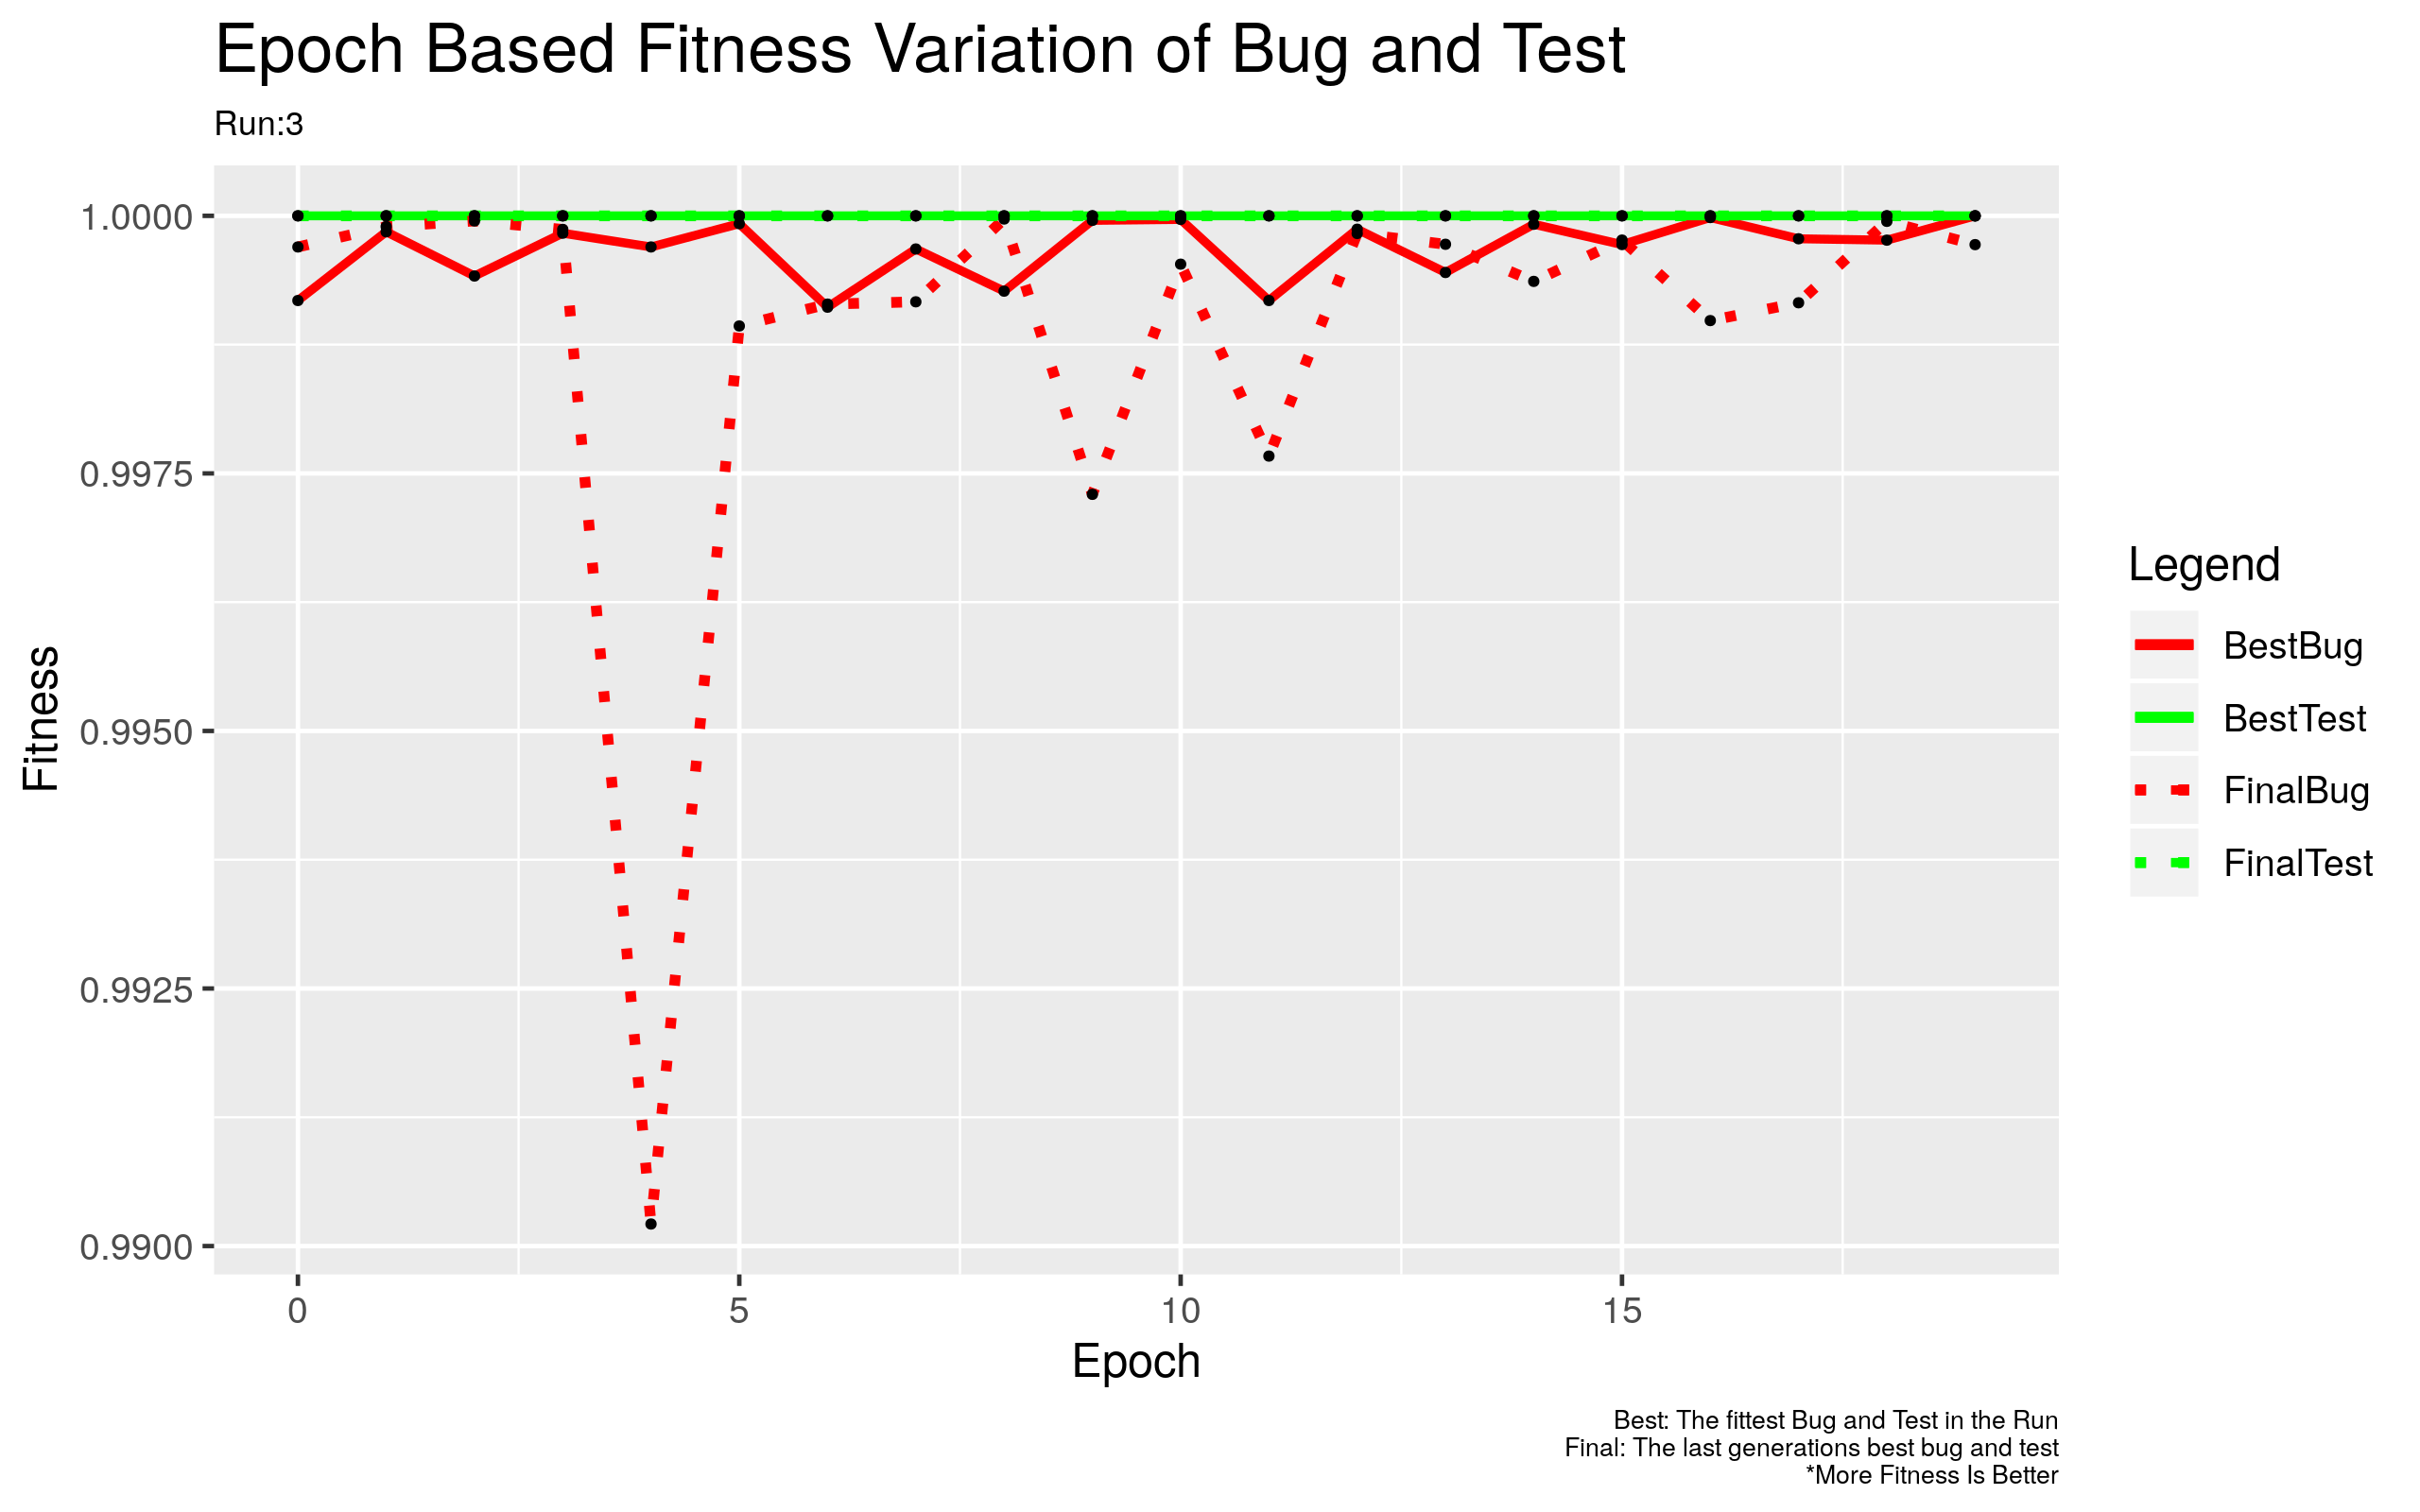 Epoch Based Fitness Variation of Bug and Test
Run:3
1.0000
0.9975
0.9950
0.9925
0.9900
Fitness
0
5
10
15
Epoch
Legend
BestBug
BestTest
FinalBug
FinalTest
Best: The fittest Bug and Test in the Run
Final: The last generations best bug and test
*More Fitness Is Better